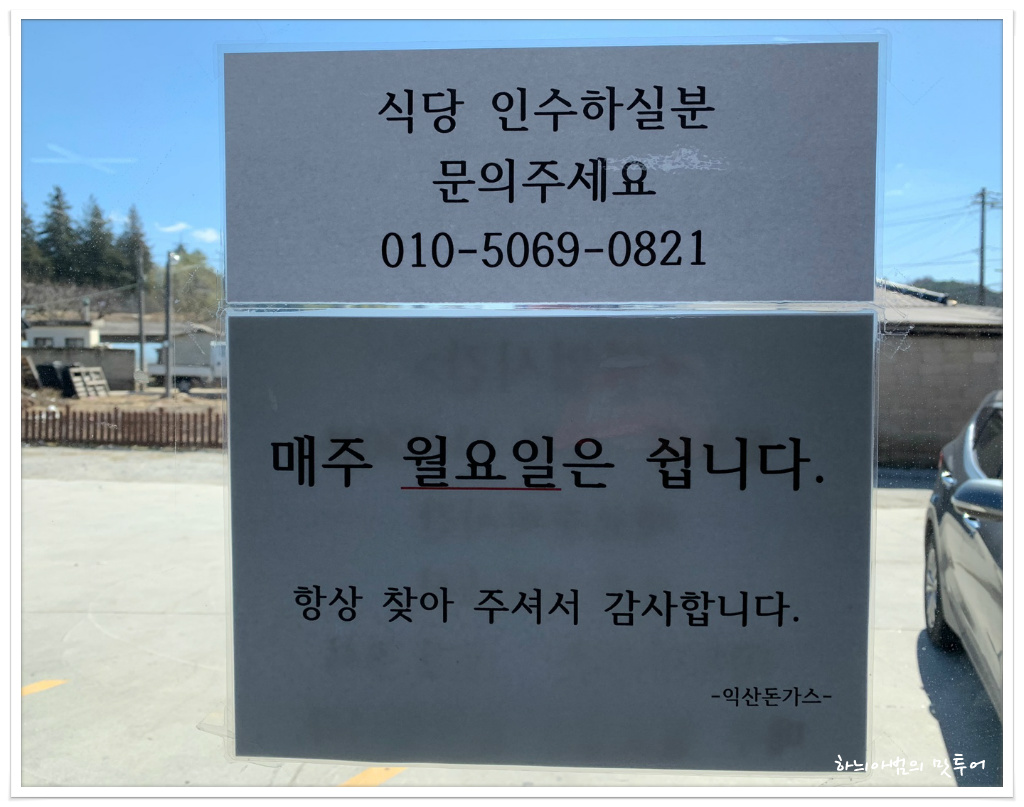 식당 인수하실분
문의주세요
010-5069-0821
매주 월요일은 쉽니다.
항상 찾아 주셔서 감사합니다.
-익산돈가스-
하늬아범의 맛투어